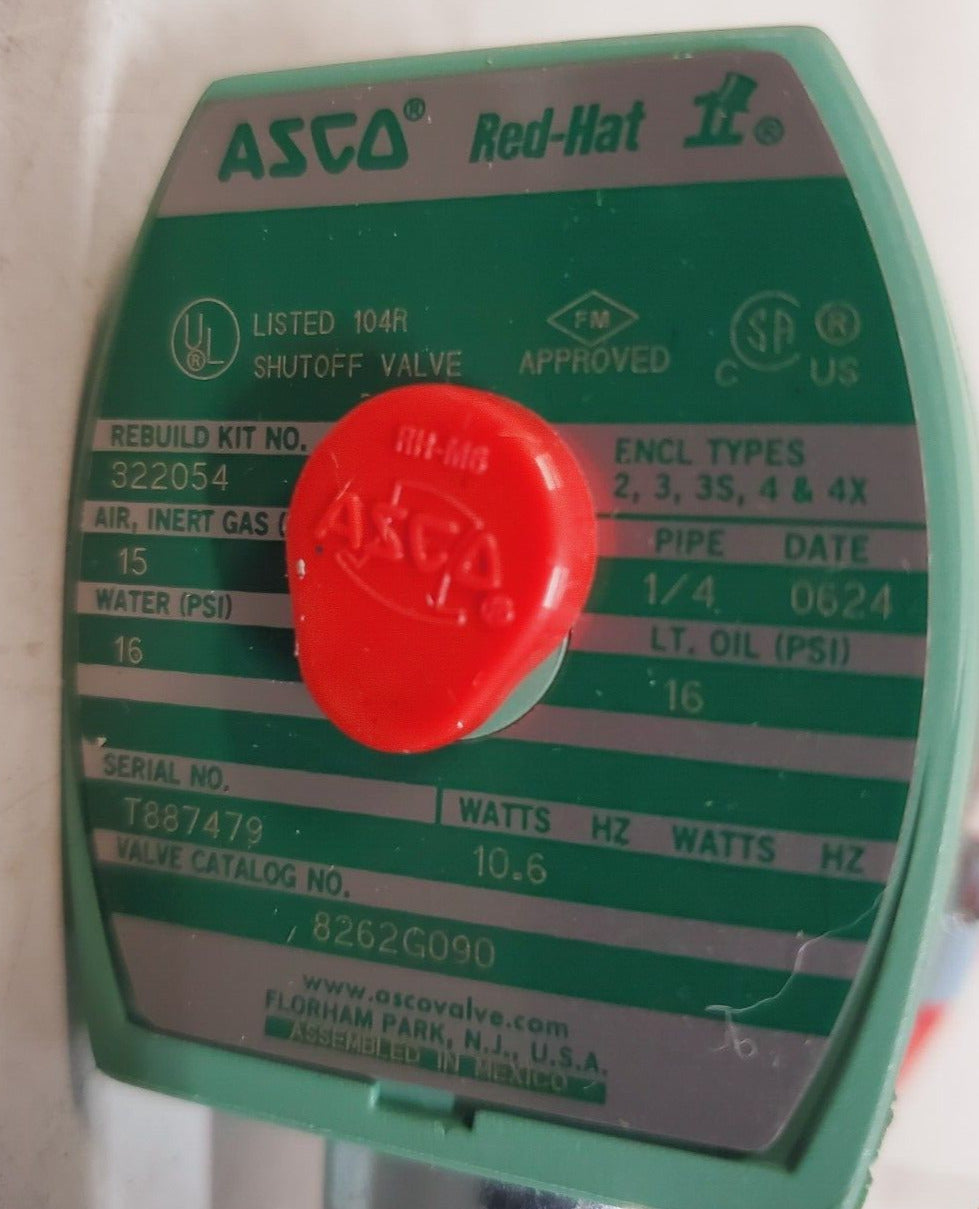 ASCO® Red-Hat II®
UL® LISTED 104R
SHUTOFF VALVE
FM
APPROVED
C SA® C US
REBUILD KIT NO.
322054
RH-M6
ASCO®
ENCL TYPES
2, 3, 3S, 4 & 4X
AIR, INERT GAS (
15
PIPE DATE
1/4 0624
WATER (PSI)
16
LT. OIL (PSI)
16
SERIAL NO.
T887479
WATTS HZ WATTS HZ
10.6
VALVE CATALOG NO.
8262G090
www.ascovalve.com
FLORHAM PARK, N.J., U.S.A.
ASSEMBLED IN MEXICO